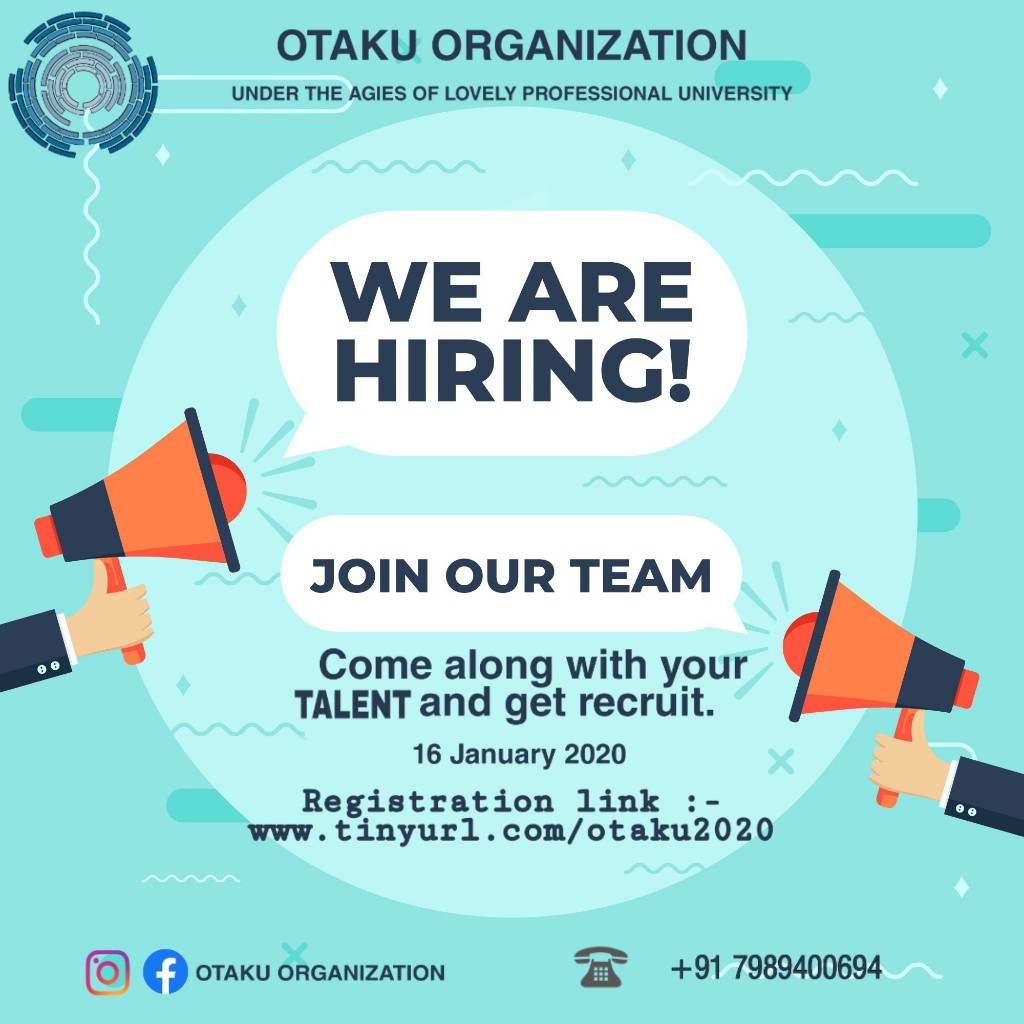 OTAKU ORGANIZATION
UNDER THE AGIES OF LOVELY PROFESSIONAL UNIVERSITY
WE ARE
HIRING!
JOIN OUR TEAM
Come along with your
TALENT and get recruit.
16 January 2020
Registration link :-
www.tinyurl.com/otaku2020
OTAKU ORGANIZATION
+91 7989400694